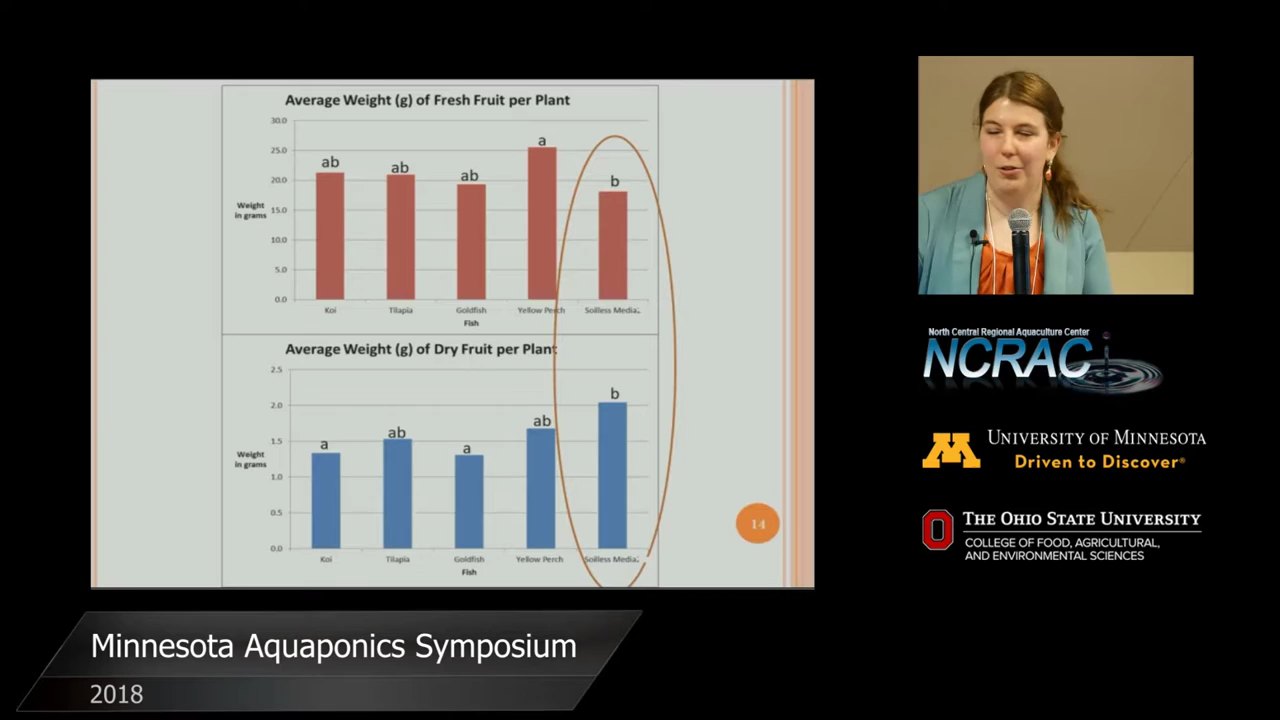 Average Weight (g) of Fresh Fruit per Plant
30.0
25.0
20.0
15.0
10.0
5.0
0.0
Weight
in grams
ab
ab
ab
a
b
Koi
Tilapia
Goldfish
Yellow Perch
Soilless Media
Fish
Average Weight (g) of Dry Fruit per Plant
2.5
2.0
1.5
1.0
0.5
0.0
Weight
in grams
a
ab
a
ab
b
Koi
Tilapia
Goldfish
Yellow Perch
Soilless Media
Fish
14
North Central Regional Aquaculture Center
NCRAC
M
UNIVERSITY OF MINNESOTA
Driven to Discover®
O
THE OHIO STATE UNIVERSITY
COLLEGE OF FOOD, AGRICULTURAL,
AND ENVIRONMENTAL SCIENCES
Minnesota Aquaponics Symposium
2018